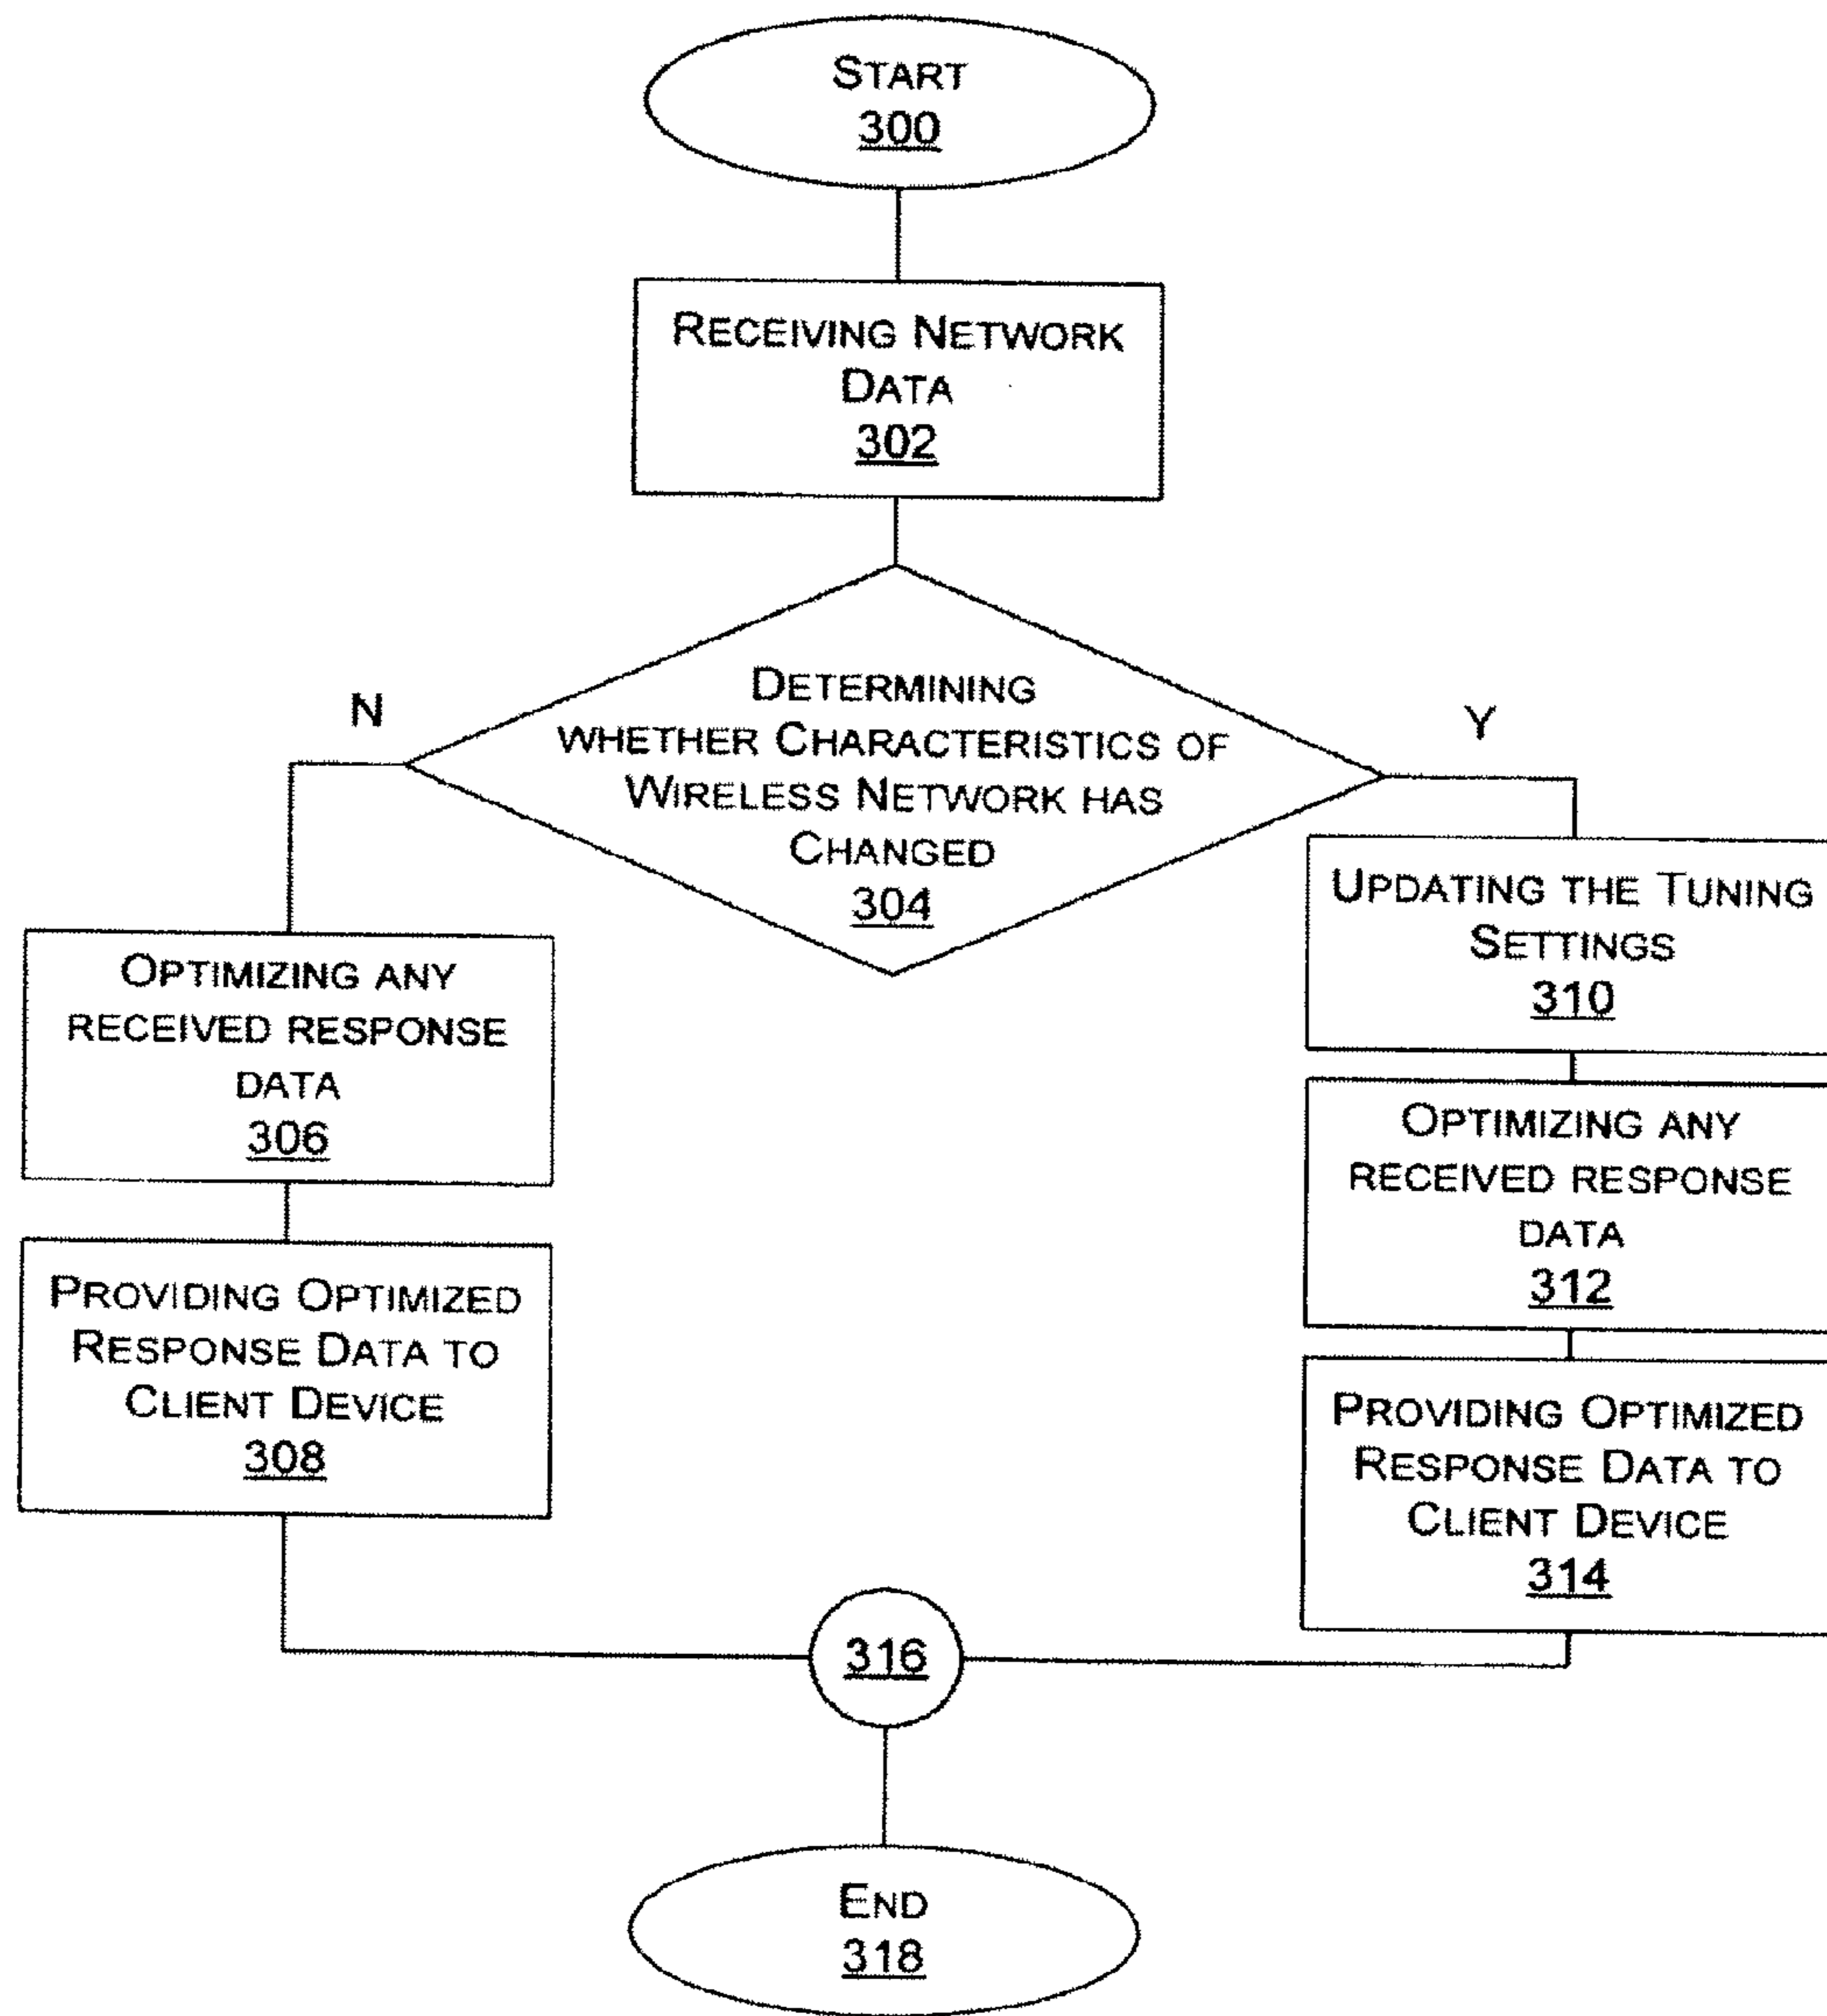 START
300
RECEIVING NETWORK
DATA
302
DETERMINING
WHETHER CHARACTERISTICS OF
WIRELESS NETWORK HAS
CHANGED
304
N
Y
OPTIMIZING ANY
RECEIVED RESPONSE
DATA
306
PROVIDING OPTIMIZED
RESPONSE DATA TO
CLIENT DEVICE
308
UPDATING THE TUNING
SETTINGS
310
OPTIMIZING ANY
RECEIVED RESPONSE
DATA
312
PROVIDING OPTIMIZED
RESPONSE DATA TO
CLIENT DEVICE
314
316
END
318